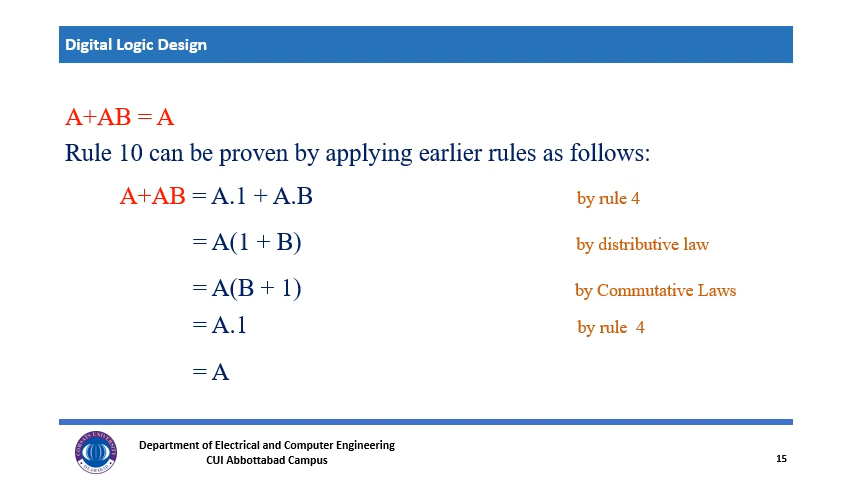 Digital Logic Design
A+AB = A
Rule 10 can be proven by applying earlier rules as follows:
A+AB = A.1 + A.B by rule 4
= A(1 + B) by distributive law
= A(B + 1) by Commutative Laws
= A.1 by rule 4
= A
Department of Electrical and Computer Engineering
CUI Abbottabad Campus
15